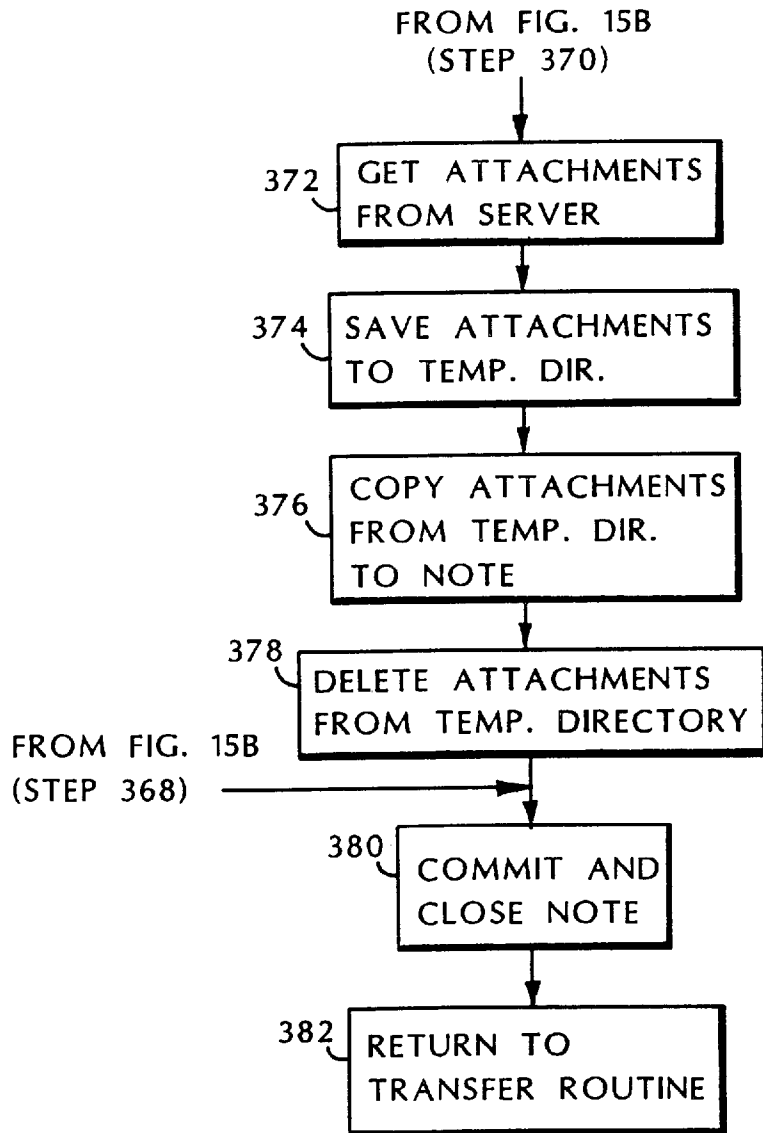 FROM FIG. 15B
(STEP 370)
372
GET ATTACHMENTS
FROM SERVER
374
SAVE ATTACHMENTS
TO TEMP. DIR.
376
COPY ATTACHMENTS
FROM TEMP. DIR.
TO NOTE
378
DELETE ATTACHMENTS
FROM TEMP. DIRECTORY
FROM FIG. 15B
(STEP 368)
380
COMMIT AND
CLOSE NOTE
382
RETURN TO
TRANSFER ROUTINE